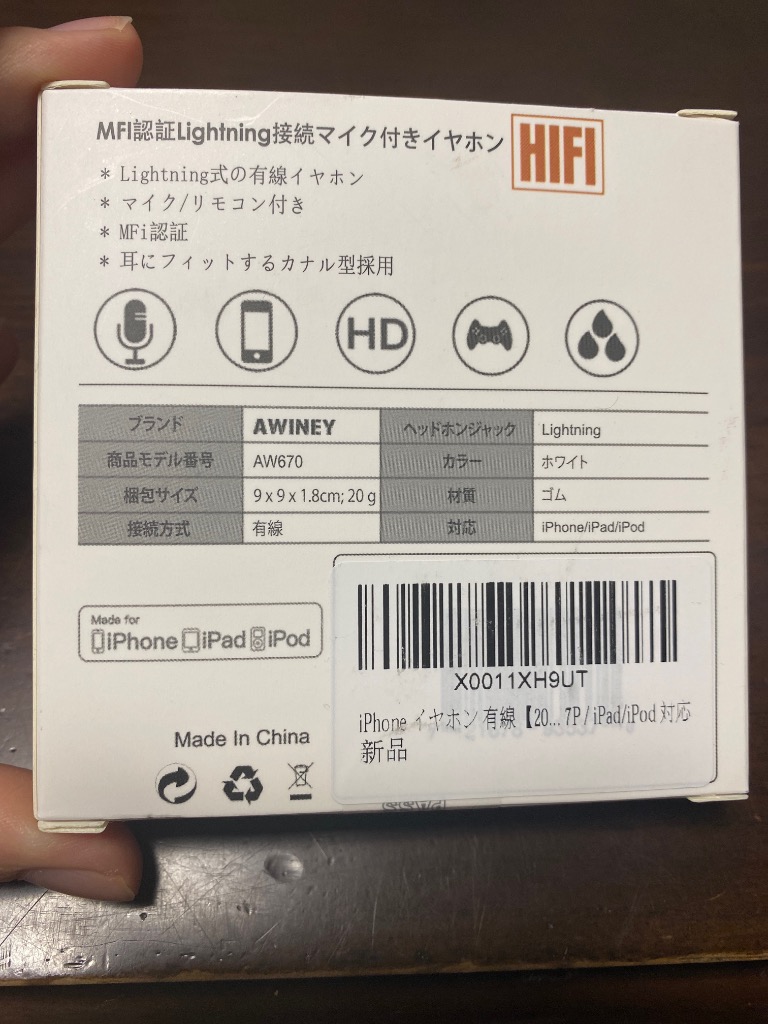 MFI認証Lightning接続マイク付きイヤホン HIFI
* Lightning式の有線イヤホン
* マイク/リモコン付き
* MFi認証
* 耳にフィットするカナル型採用
HD
ブランド AWINEY ヘッドホンジャック Lightning
商品モデル番号 AW670 カラー ホワイト
梱包サイズ 9 x 9 x 1.8cm; 20 g 材質 ゴム
接続方式 有線 対応 iPhone/iPad/iPod
Made for
iPhone iPad iPod
X0011XH9UT
iPhone イヤホン 有線【20... 7P / iPad/iPod 対応
新品
Made In China